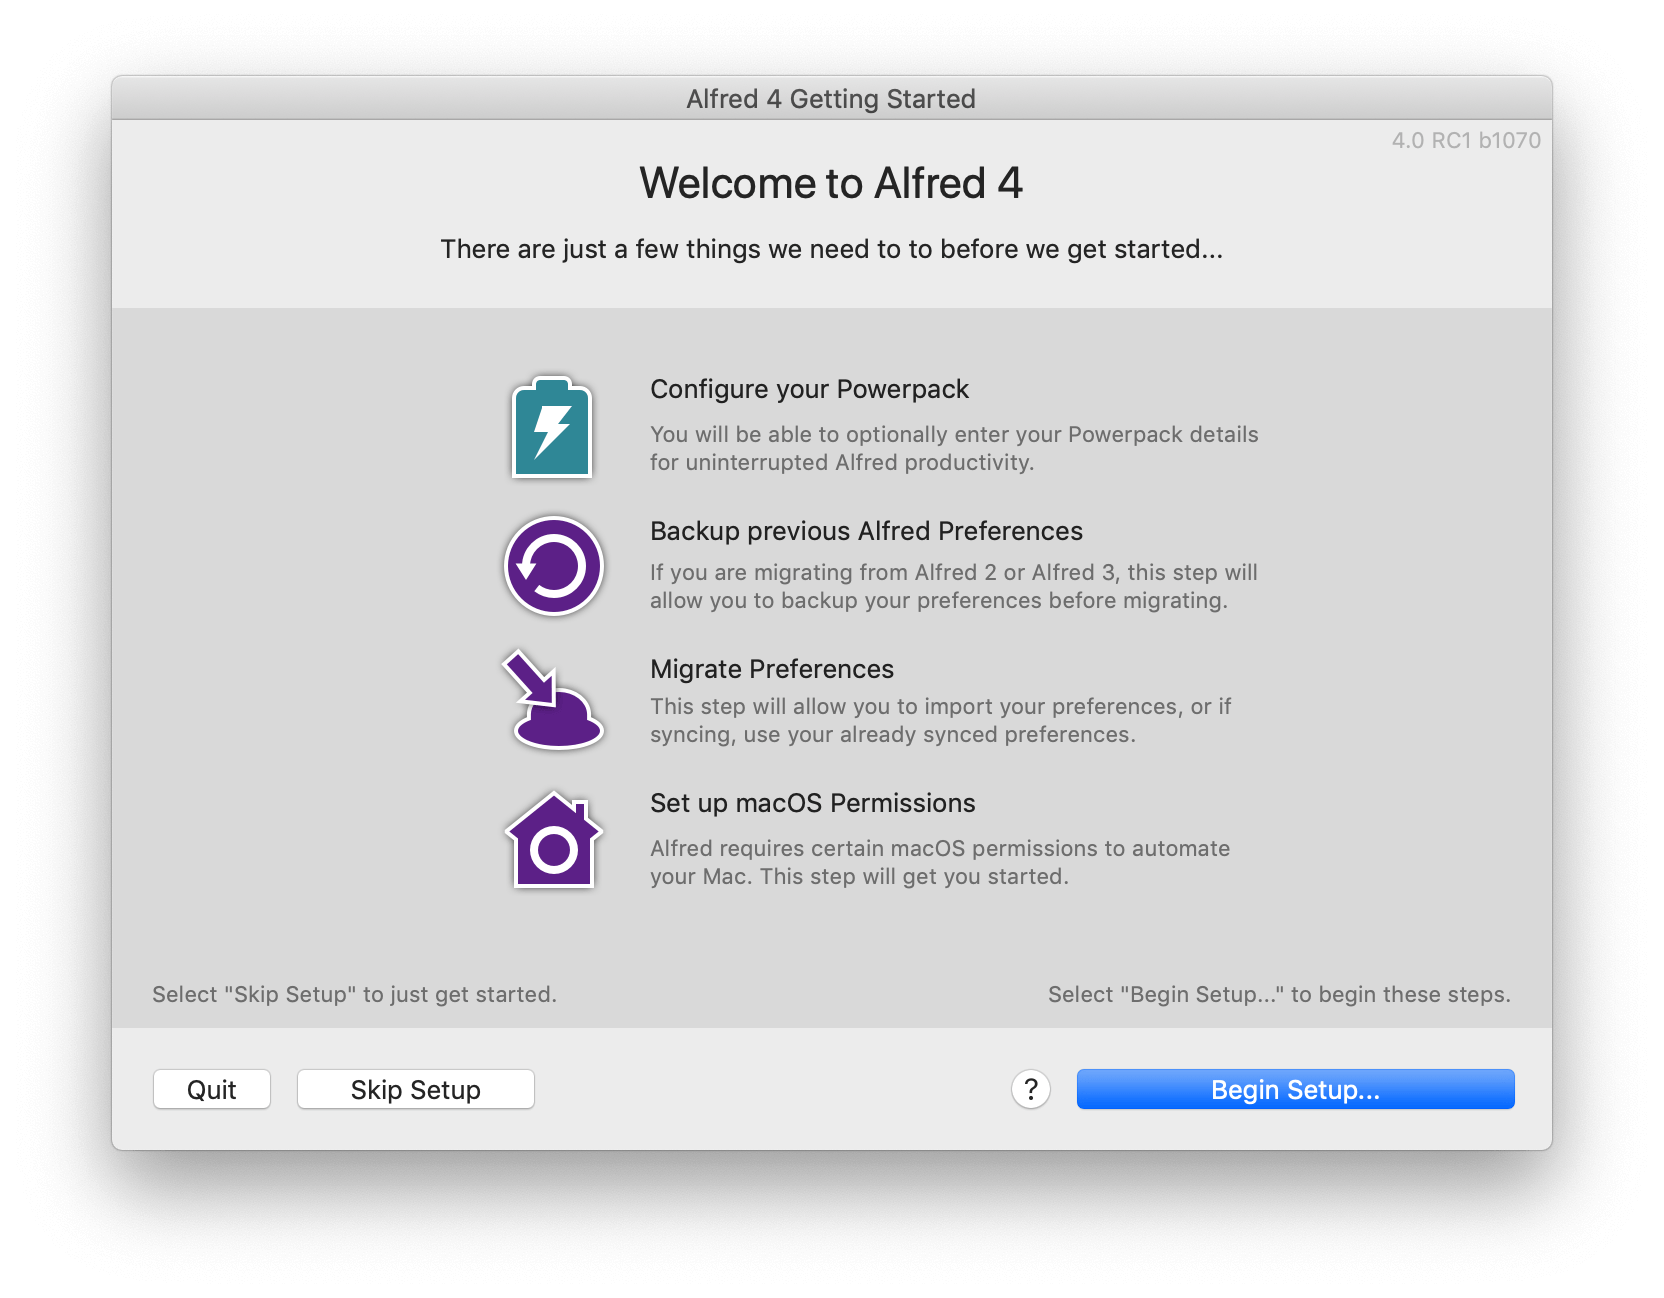 Alfred 4 Getting Started
4.0 RC1 b1070
Welcome to Alfred 4
There are just a few things we need to to before we get started...
Configure your Powerpack
You will be able to optionally enter your Powerpack details
for uninterrupted Alfred productivity.
Backup previous Alfred Preferences
If you are migrating from Alfred 2 or Alfred 3, this step will
allow you to backup your preferences before migrating.
Migrate Preferences
This step will allow you to import your preferences, or if
syncing, use your already synced preferences.
Set up macOS Permissions
Alfred requires certain macOS permissions to automate
your Mac. This step will get you started.
Select "Skip Setup" to just get started.
Select "Begin Setup..." to begin these steps.
Quit
Skip Setup
?
Begin Setup...